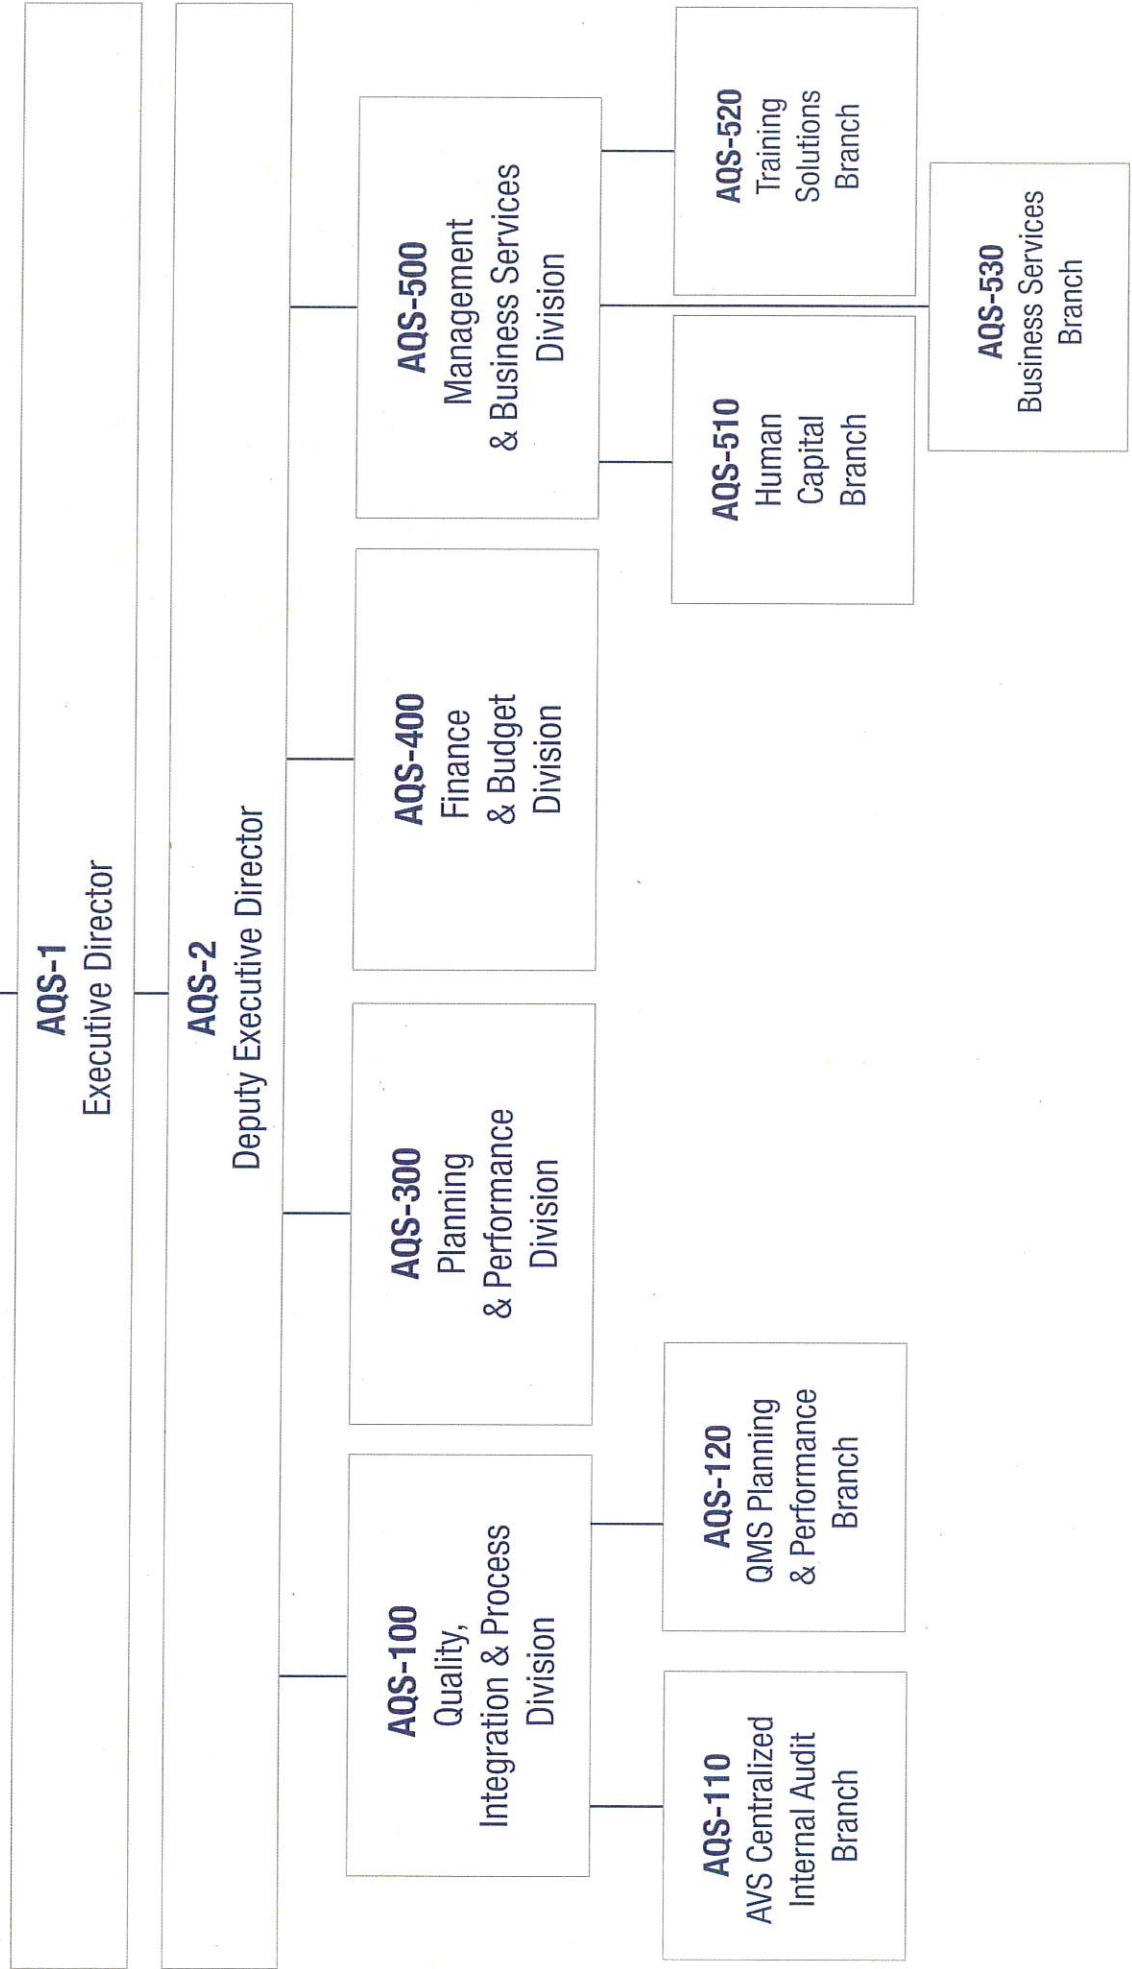 AQS-1
Executive Director
AQS-2
Deputy Executive Director
AQS-100
Quality,
Integration & Process
Division
AQS-300
Planning
& Performance
Division
AQS-400
Finance
& Budget
Division
AQS-500
Management
& Business Services
Division
AQS-110
AVS Centralized
Internal Audit
Branch
AQS-120
QMS Planning
& Performance
Branch
AQS-510
Human
Capital
Branch
AQS-520
Training
Solutions
Branch
AQS-530
Business Services
Branch